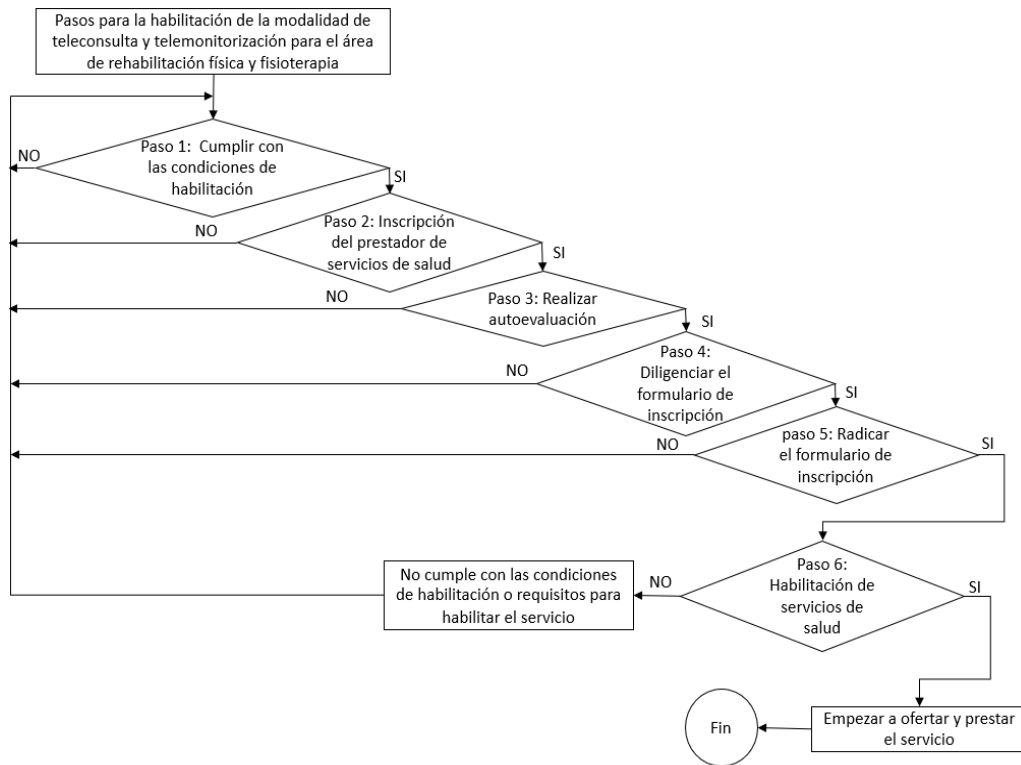 Pasos para la habilitación de la modalidad de
teleconsulta y telemonitorización para el área
de rehabilitación física y fisioterapia
Paso 1:  Cumplir con
las condiciones de
habilitación
NO
SI
Paso 2: Inscripción
del prestador de
servicios de salud
NO
SI
Paso 3: Realizar
autoevaluación
NO
SI
Paso 4:
Diligenciar el
formulario de
inscripción
NO
SI
paso 5: Radicar
el formulario de
inscripción
NO
SI
Paso 6:
Habilitación de
servicios de
salud
NO
SI
No cumple con las condiciones
de habilitación o requisitos para
habilitar el servicio
Empezar a ofertar y prestar
el servicio
Fin